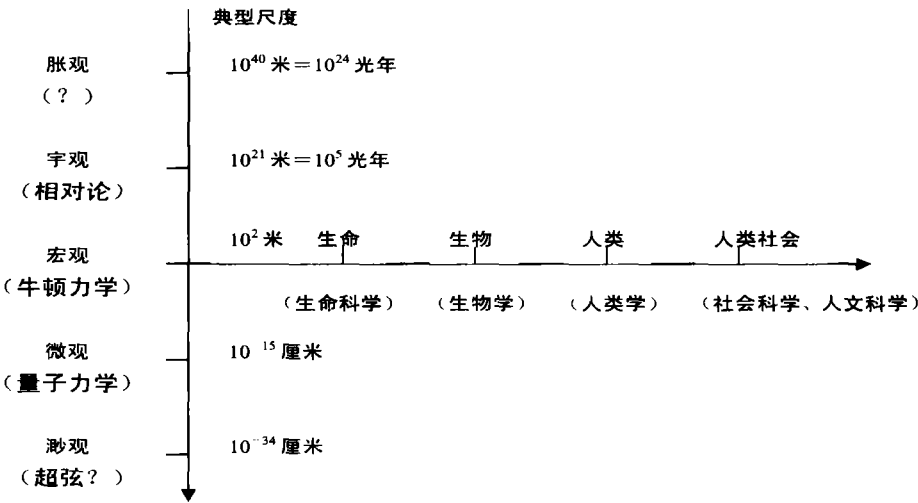 典型尺度
胀观
10⁴⁰ 米＝10²⁴ 光年
（？）
宇观
10²¹ 米＝10⁵ 光年
（相对论）
10² 米 生命 生物 人类 人类社会
宏观
（牛顿力学） （生命科学） （生物学） （人类学） （社会科学、人文科学）
微观
10⁻¹⁵ 厘米
（量子力学）
渺观
10⁻³⁴ 厘米
（超弦？）